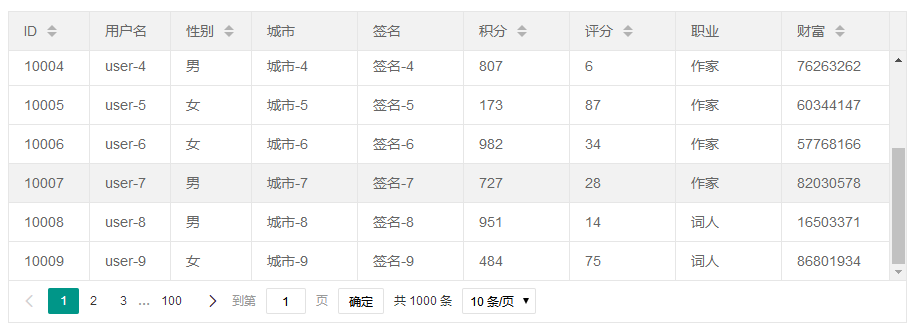 ID 用户名 性别 城市 签名 积分 评分 职业 财富
10004 user-4 男 城市-4 签名-4 807 6 作家 76263262
10005 user-5 女 城市-5 签名-5 173 87 作家 60344147
10006 user-6 女 城市-6 签名-6 982 34 作家 57768166
10007 user-7 男 城市-7 签名-7 727 28 作家 82030578
10008 user-8 男 城市-8 签名-8 951 14 词人 16503371
10009 user-9 女 城市-9 签名-9 484 75 词人 86801934
1 2 3 … 100 到第 1 页 确定 共 1000 条 10 条/页